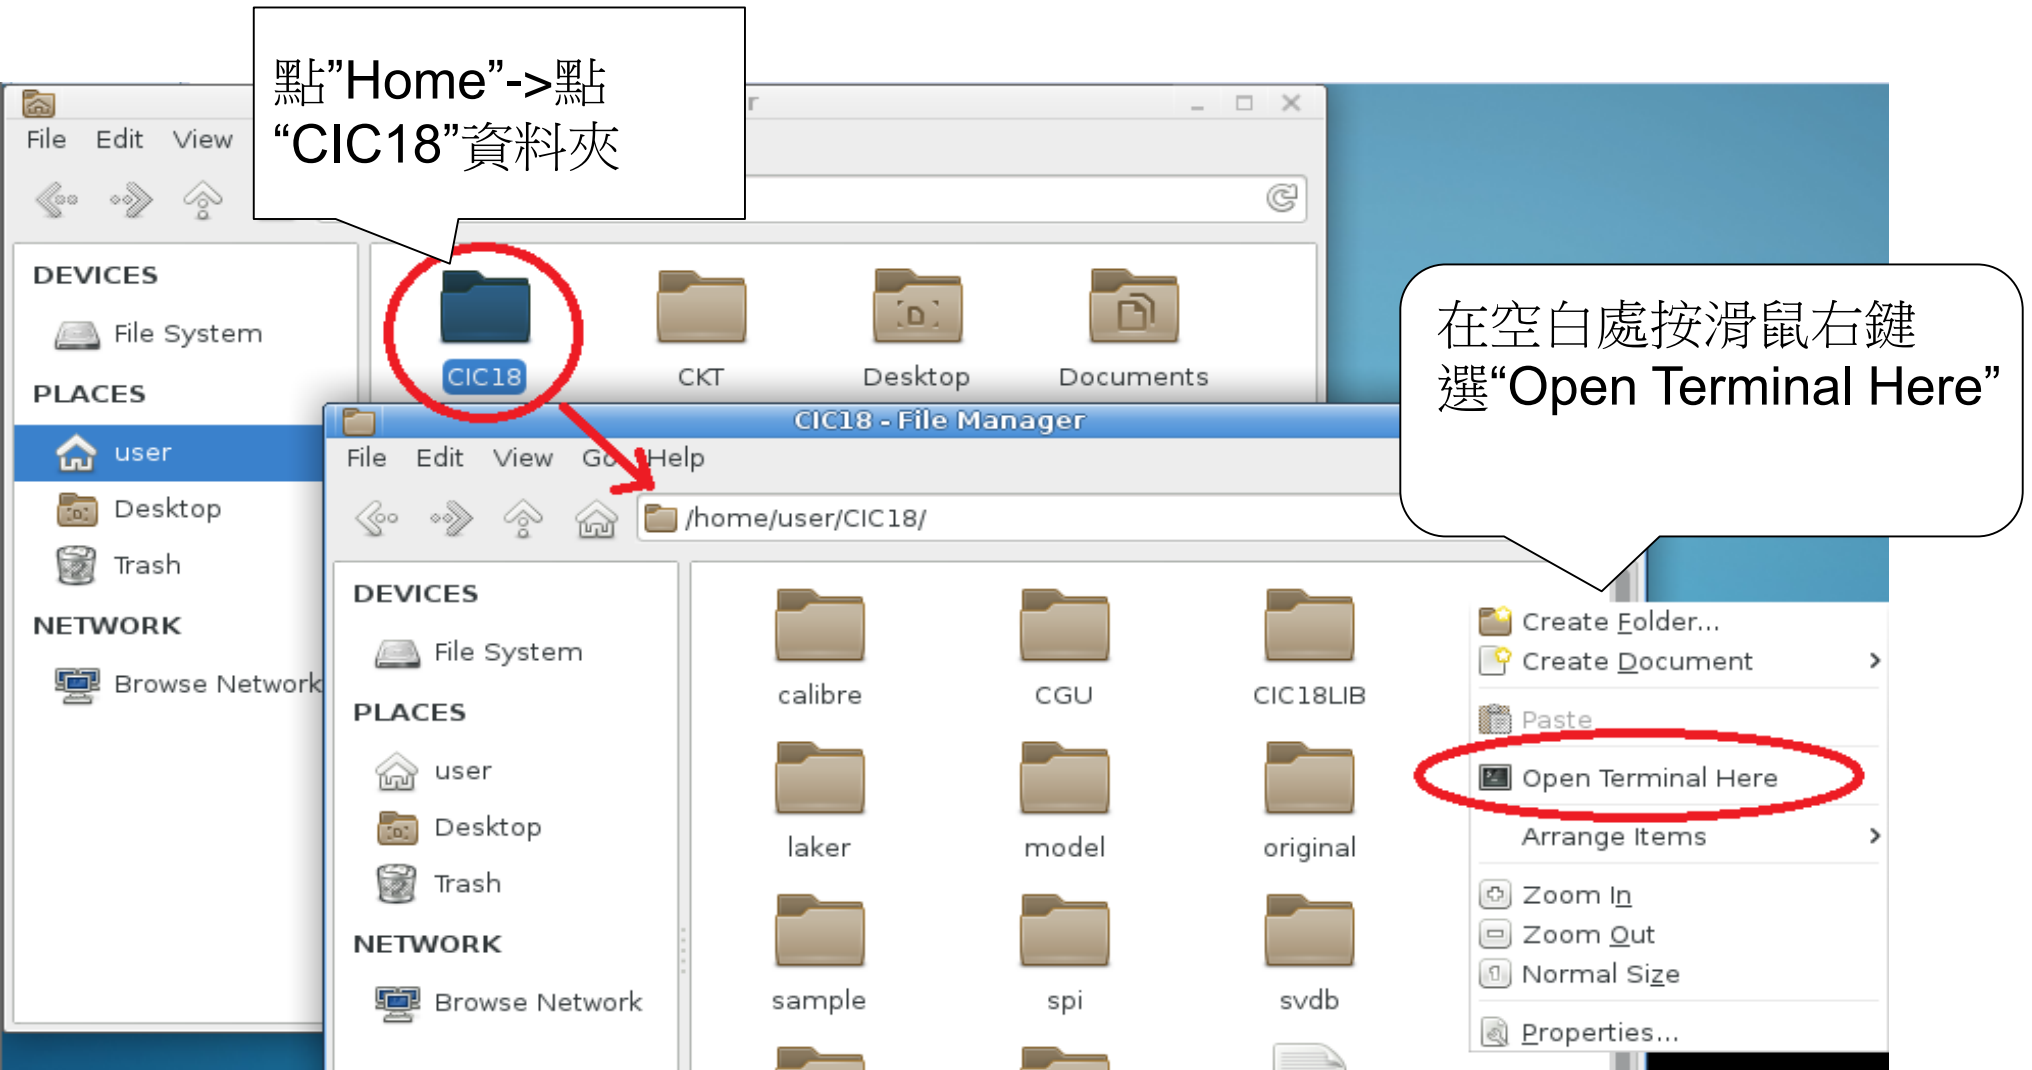 點”Home”->點
“CIC18”資料夾
r
File Edit View
DEVICES
File System
PLACES
user
Desktop
Trash
NETWORK
Browse Network
CIC18 CKT Desktop Documents
在空白處按滑鼠右鍵
選“Open Terminal Here”
CIC18 - File Manager
File Edit View Go Help
/home/user/CIC18/
DEVICES
File System
PLACES
user
Desktop
Trash
NETWORK
Browse Network
calibre CGU CIC18LIB
laker model original
sample spi svdb
Create Folder...
Create Document
Paste
Open Terminal Here
Arrange Items
Zoom In
Zoom Out
Normal Size
Properties...